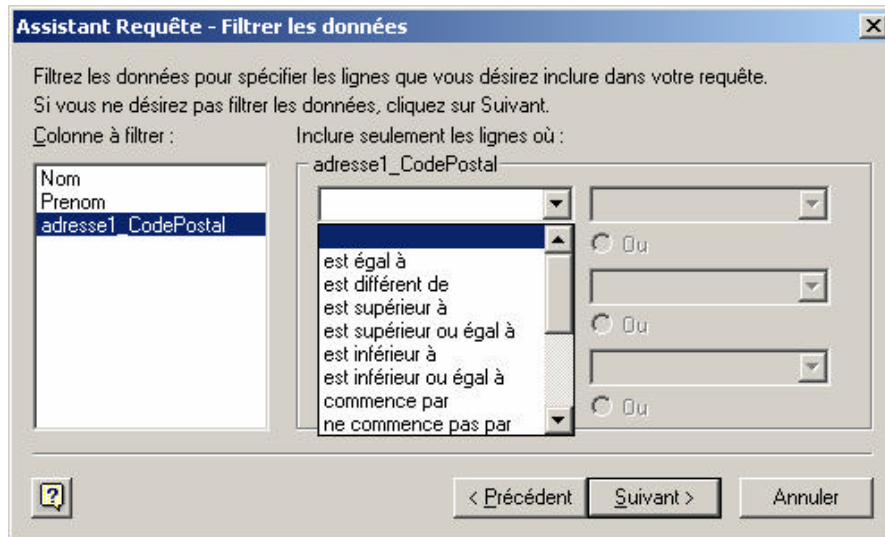 Assistant Requête - Filtrer les données
Filtrez les données pour spécifier les lignes que vous désirez inclure dans votre requête.
Si vous ne désirez pas filtrer les données, cliquez sur Suivant.
Colonne à filtrer :
Inclure seulement les lignes où :
Nom
Prenom
adresse1_CodePostal
adresse1_CodePostal
est égal à
est différent de
est supérieur à
est supérieur ou égal à
est inférieur à
est inférieur ou égal à
commence par
ne commence pas par
Ou
Ou
Ou
< Précédent
Suivant >
Annuler